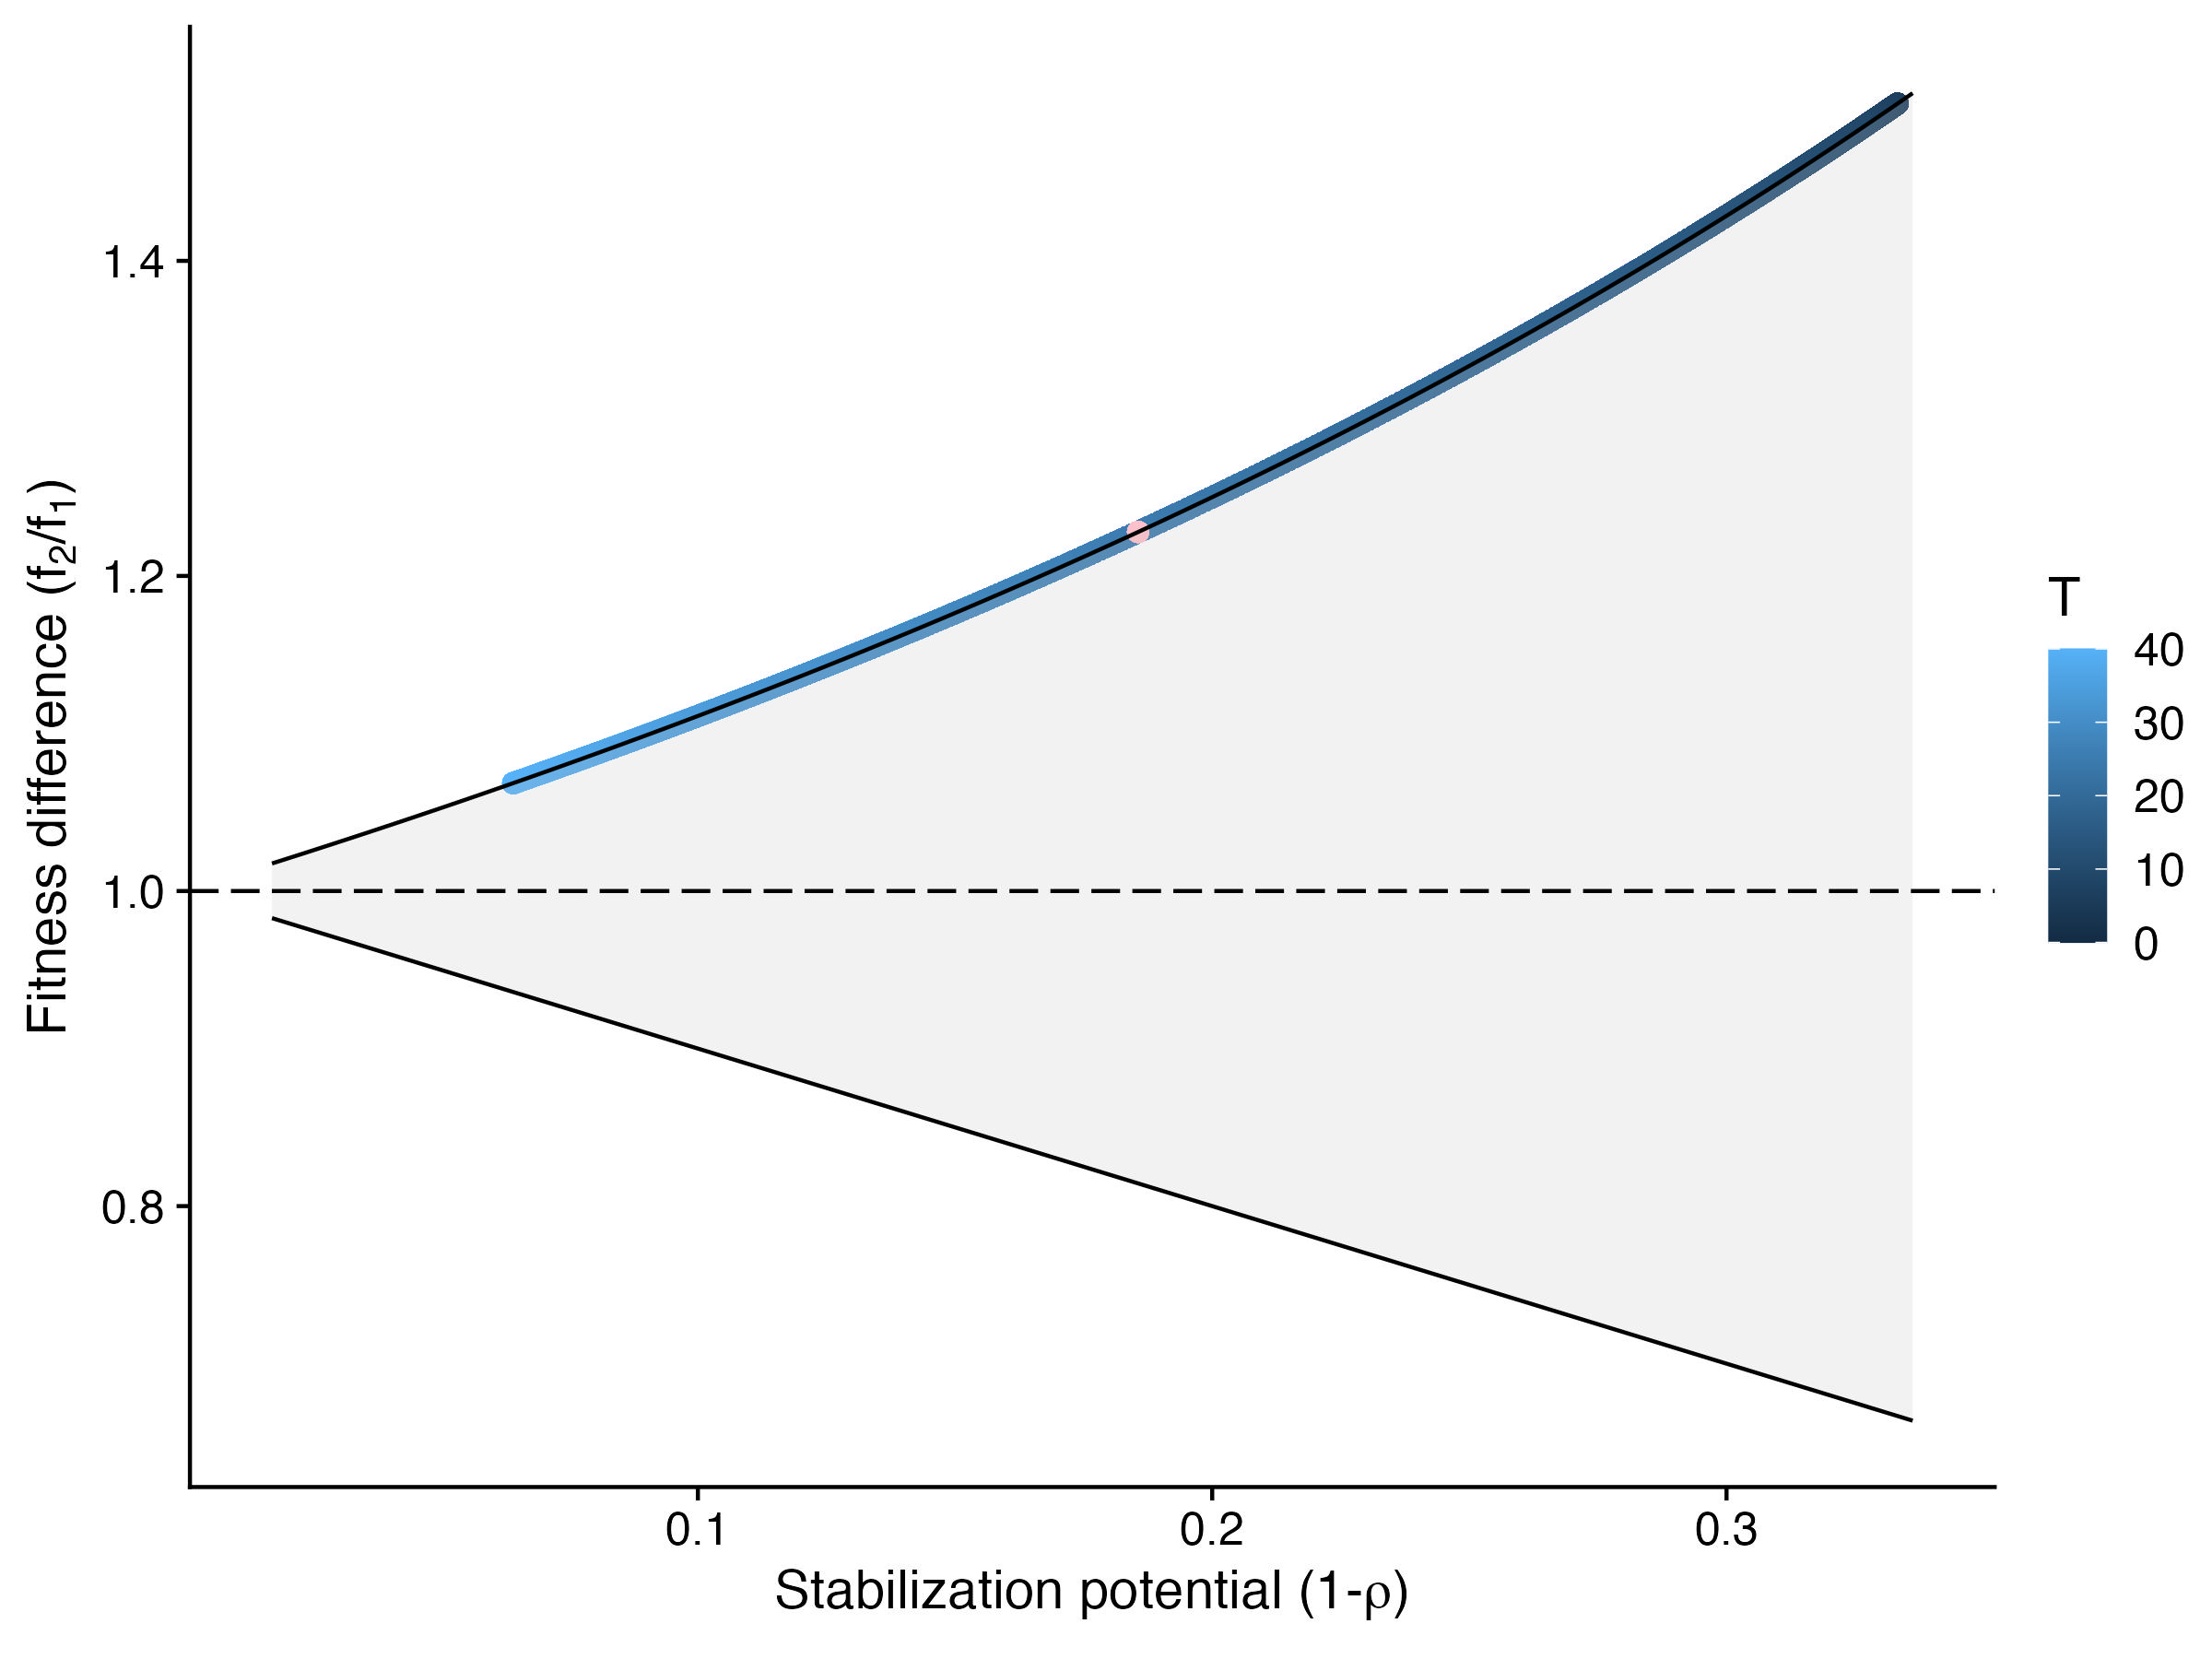 Fitness difference (f₂/f₁)
1.4
1.2
1.0
0.8
0.1 0.2 0.3
Stabilization potential (1-ρ)
T
40
30
20
10
0